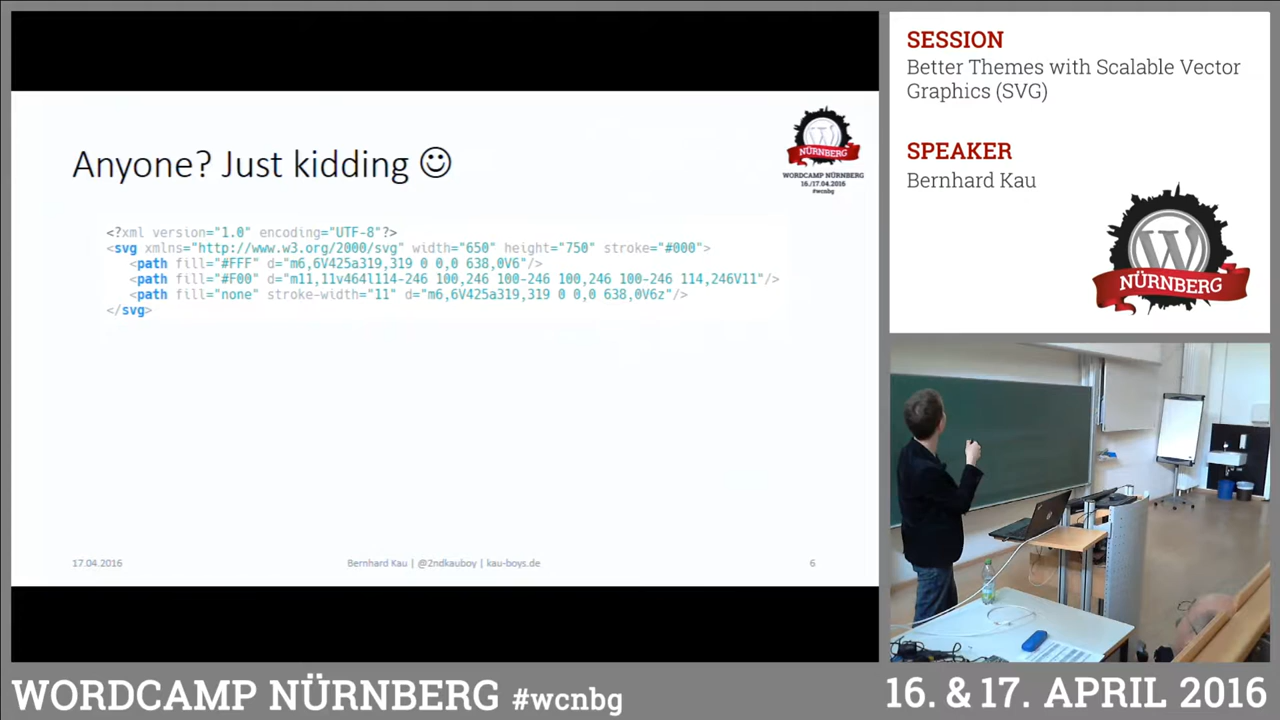 Anyone? Just kidding ☺
NÜRNBERG
WORDCAMP NÜRNBERG
16./17.04.2016
#wcnbg
<?xml version="1.0" encoding="UTF-8"?>
<svg xmlns="http://www.w3.org/2000/svg" width="650" height="750" stroke="#000">
<path fill="#FFF" d="m6,6V425a319,319 0 0,0 638,0V6"/>
<path fill="#F00" d="m11,11v464l114-246 100,246 100-246 100,246 100-246 114,246V11"/>
<path fill="none" stroke-width="11" d="m6,6V425a319,319 0 0,0 638,0V6z"/>
</svg>
17.04.2016
Bernhard Kau | @2ndkauboy | kau-boys.de
6
SESSION
Better Themes with Scalable Vector
Graphics (SVG)
SPEAKER
Bernhard Kau
NÜRNBERG
WORDCAMP NÜRNBERG #wcnbg
16. & 17. APRIL 2016